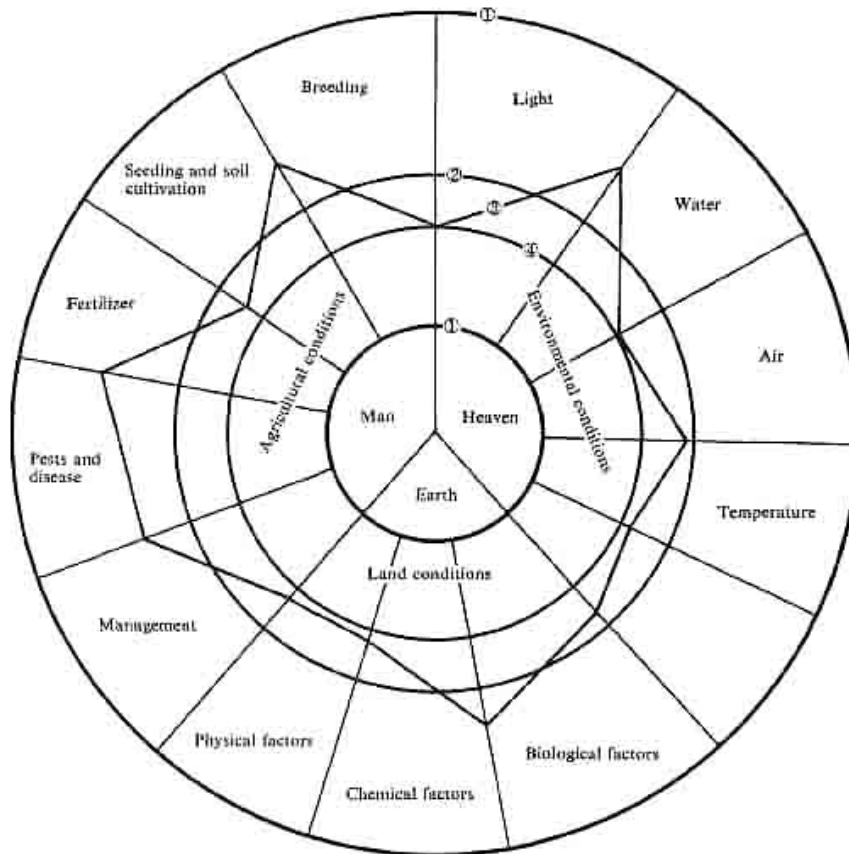 ①
Breeding
Light
Seeding and soil
cultivation
②
Water
③
④
Fertilizer
Agricultural conditions
Environmental conditions
①
Air
Man
Heaven
Pests and
disease
Earth
Temperature
Land conditions
Management
Physical factors
Biological factors
Chemical factors